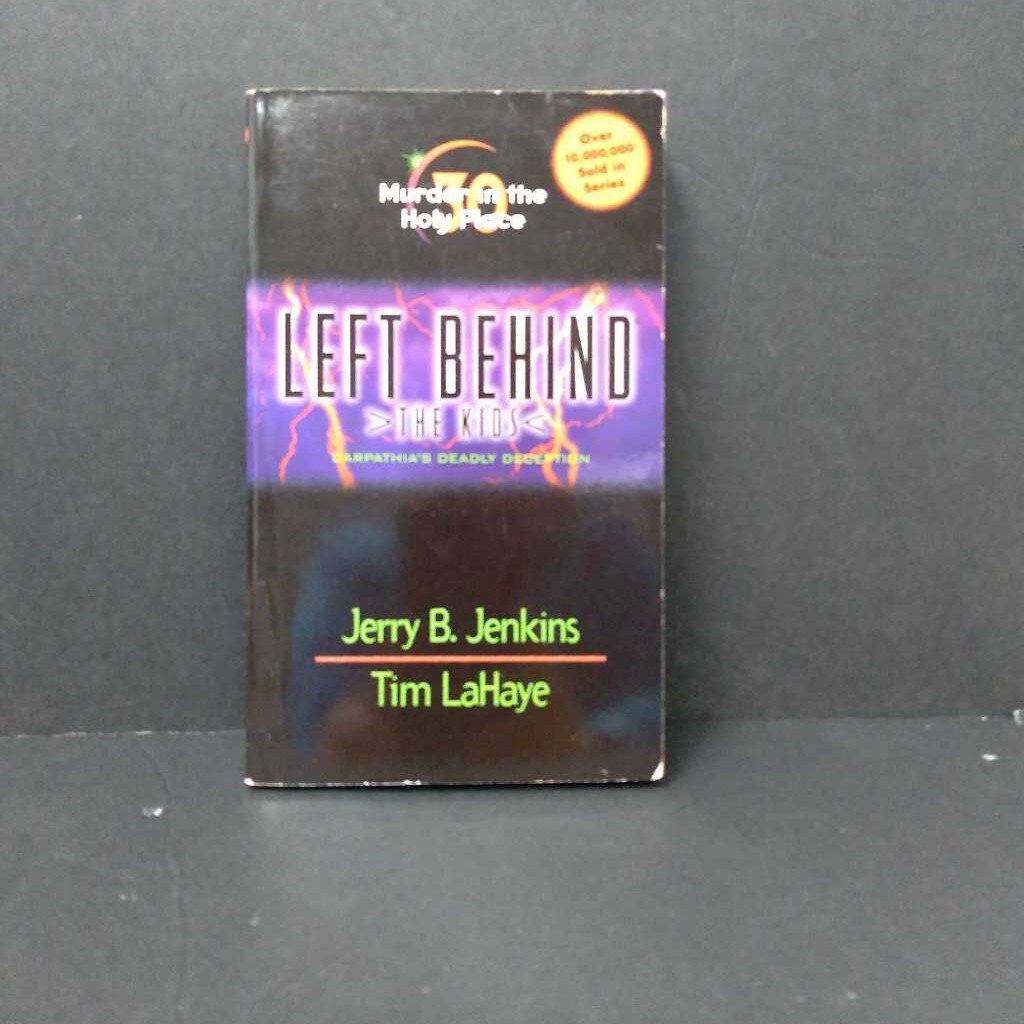 Over
10,000,000
Sold in
Series
30
Murder in the
Holy Place
LEFT BEHIND
>THE KIDS<
CARPATHIA'S DEADLY DECEPTION
Jerry B. Jenkins
Tim LaHaye